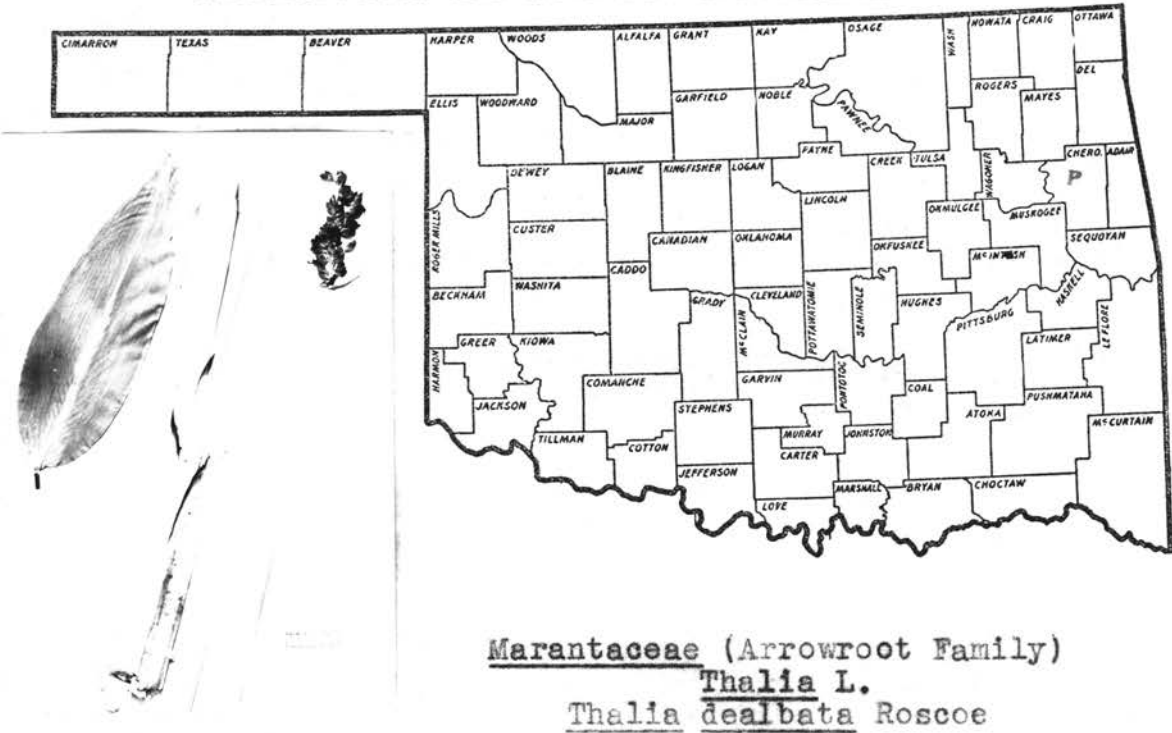 CIMARRON TEXAS BEAVER HARPER WOODS ALFALFA GRANT KAY OSAGE WASH NOWATA CRAIG OTTAWA
ELLIS WOODWARD MAJOR GARFIELD NOBLE PAWNEE ROGERS MAYES DEL
DEWEY BLAINE KINGFISHER LOGAN PAYNE CREEK TULSA WAGONER CHERO. ADAIR
P
ROGER MILLS CUSTER CANADIAN OKLAHOMA LINCOLN OKFUSKEE OKMULGEE MUSKOGEE SEQUOYAH
BECKHAM WASHITA CADDO GRADY CLEVELAND POTTAWATOMIE SEMINOLE HUGHES McINTOSH HASKELL
HARMON GREER KIOWA McCLAIN PITTSBURG LATIMER LE FLORE
JACKSON COMANCHE STEPHENS GARVIN PONTOTOC COAL ATOKA PUSHMATAHA McCURTAIN
TILLMAN COTTON JEFFERSON MURRAY CARTER JOHNSTON
LOVE MARSHALL BRYAN CHOCTAW
Marantaceae (Arrowroot Family)
Thalia L.
Thalia dealbata Roscoe